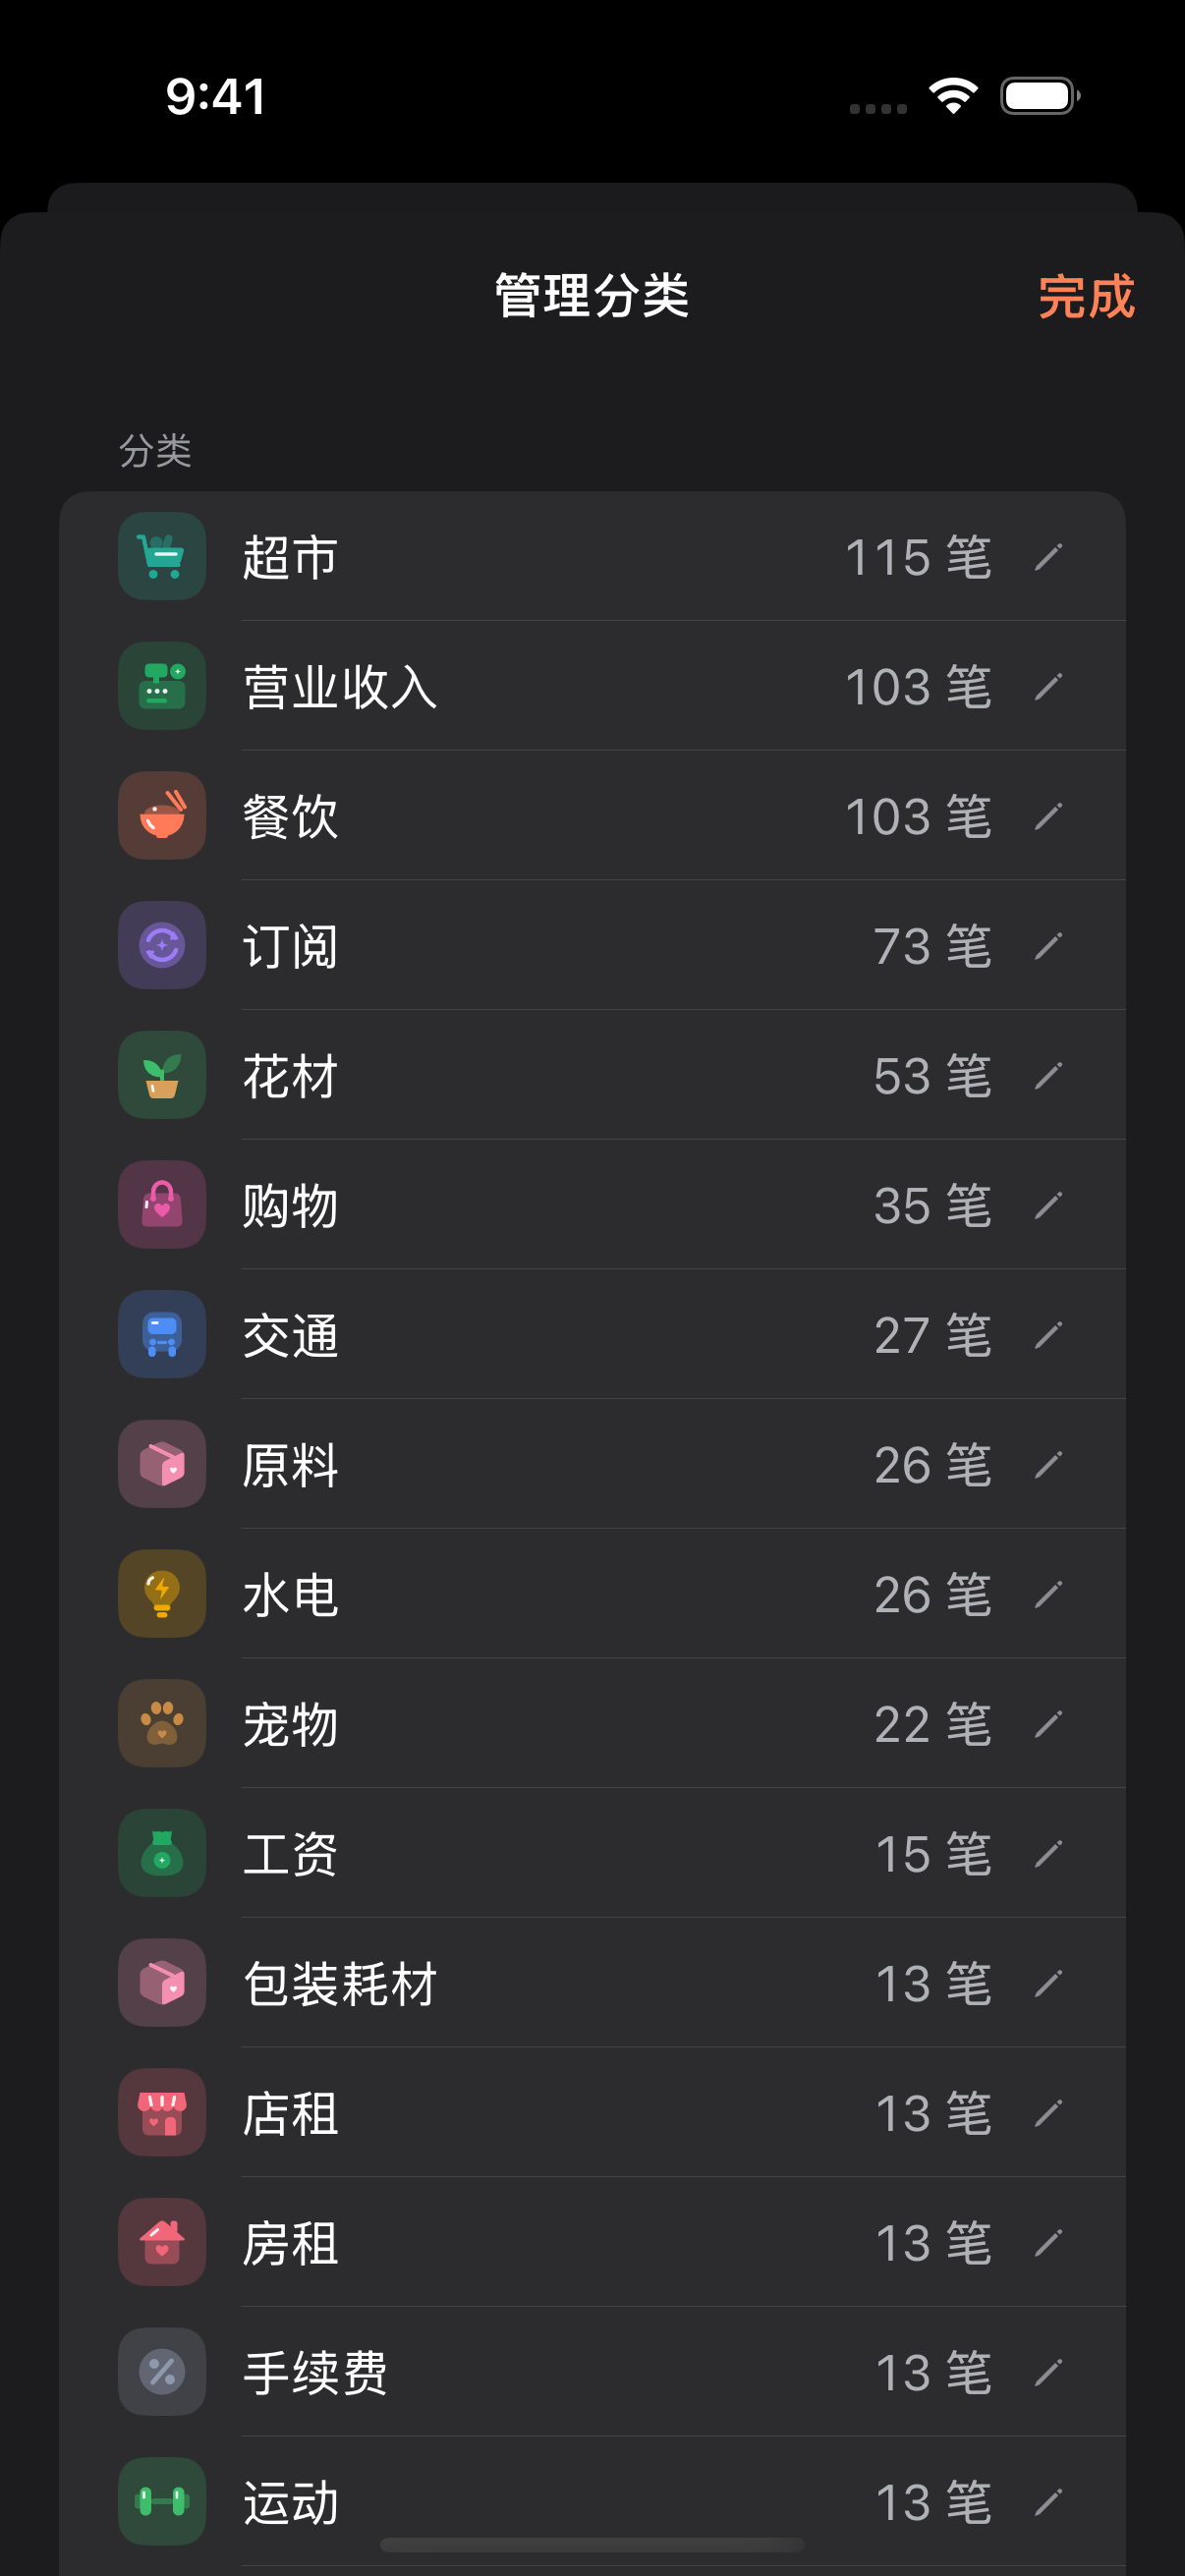 9:41
管理分类
完成
分类
超市 115 笔
营业收入 103 笔
餐饮 103 笔
订阅 73 笔
花材 53 笔
购物 35 笔
交通 27 笔
原料 26 笔
水电 26 笔
宠物 22 笔
工资 15 笔
包装耗材 13 笔
店租 13 笔
房租 13 笔
手续费 13 笔
运动 13 笔